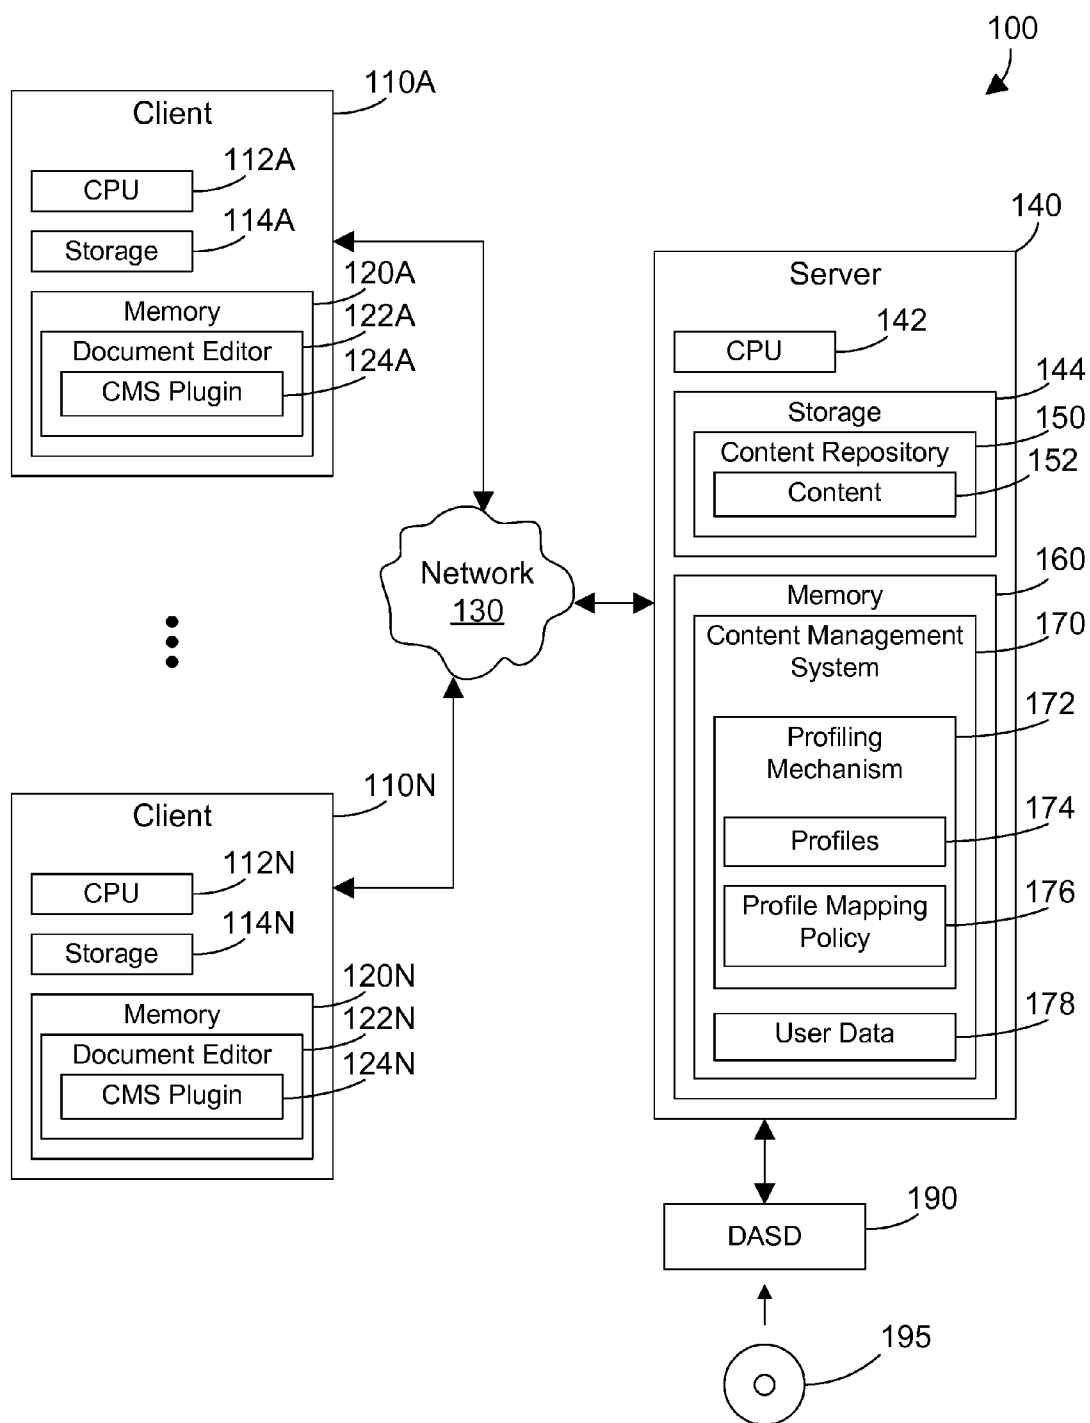 100
110A
Client
112A
CPU
114A
Storage
120A
Memory
122A
Document Editor
124A
CMS Plugin
Network
130
110N
Client
112N
CPU
114N
Storage
120N
Memory
122N
Document Editor
124N
CMS Plugin
140
Server
142
CPU
144
Storage
150
Content Repository
152
Content
160
Memory
170
Content Management
System
172
Profiling
Mechanism
174
Profiles
176
Profile Mapping
Policy
178
User Data
190
DASD
195